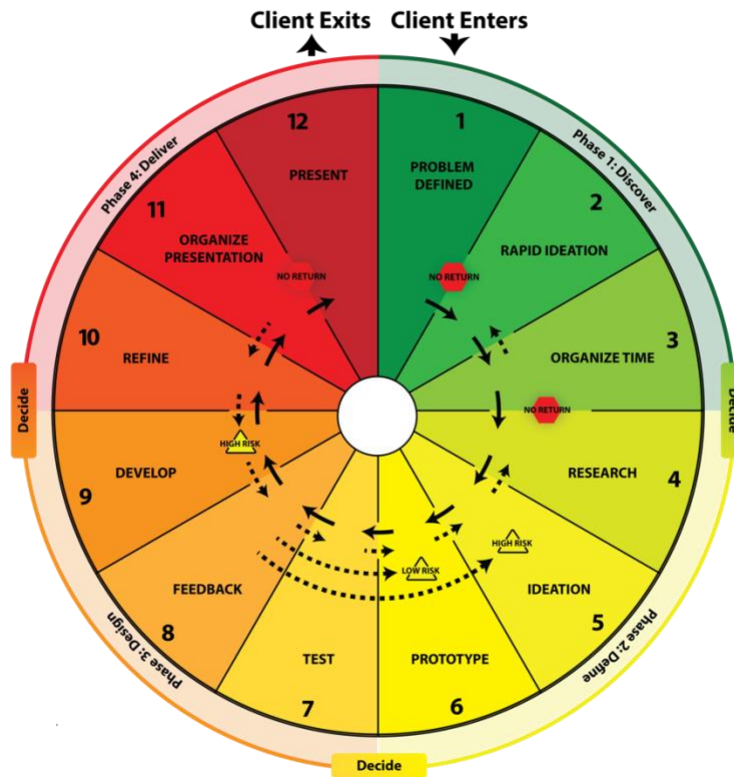 Client Exits
Client Enters
Phase 4: Deliver
Phase 1: Discover
12
PRESENT
1
PROBLEM
DEFINED
2
RAPID IDEATION
11
ORGANIZE
PRESENTATION
NO RETURN
NO RETURN
3
ORGANIZE TIME
10
REFINE
Decide
Decide
NO RETURN
HIGH RISK
9
DEVELOP
4
RESEARCH
HIGH RISK
LOW RISK
8
FEEDBACK
5
IDEATION
7
TEST
6
PROTOTYPE
Phase 3: Design
Phase 2: Define
Decide